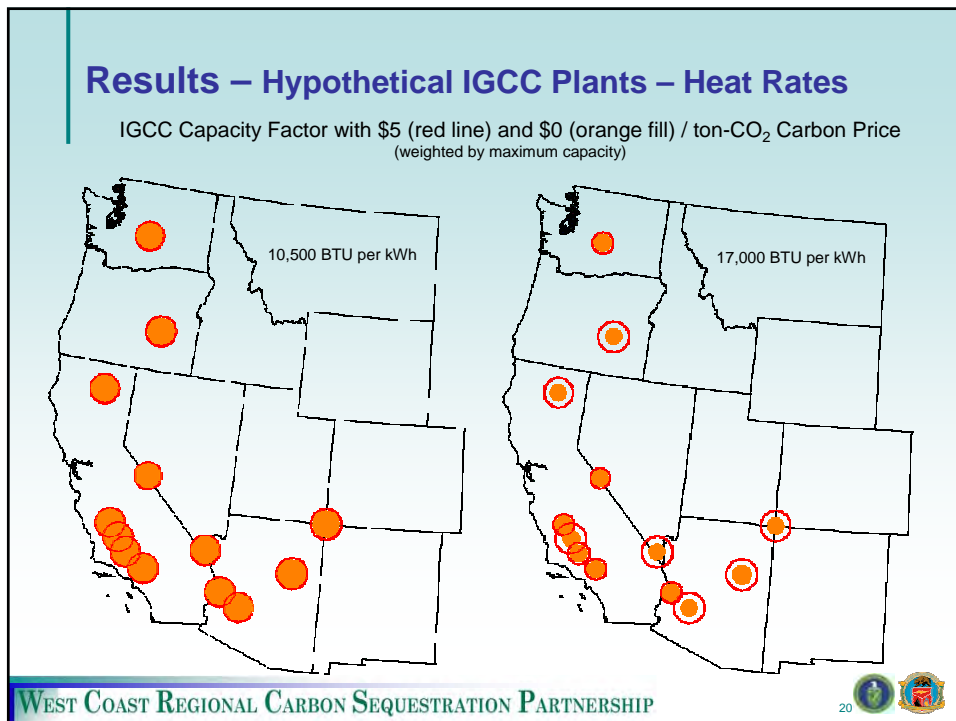 Results – Hypothetical IGCC Plants – Heat Rates
IGCC Capacity Factor with $5 (red line) and $0 (orange fill) / ton-CO₂ Carbon Price
(weighted by maximum capacity)
10,500 BTU per kWh
17,000 BTU per kWh
WEST COAST REGIONAL CARBON SEQUESTRATION PARTNERSHIP
20